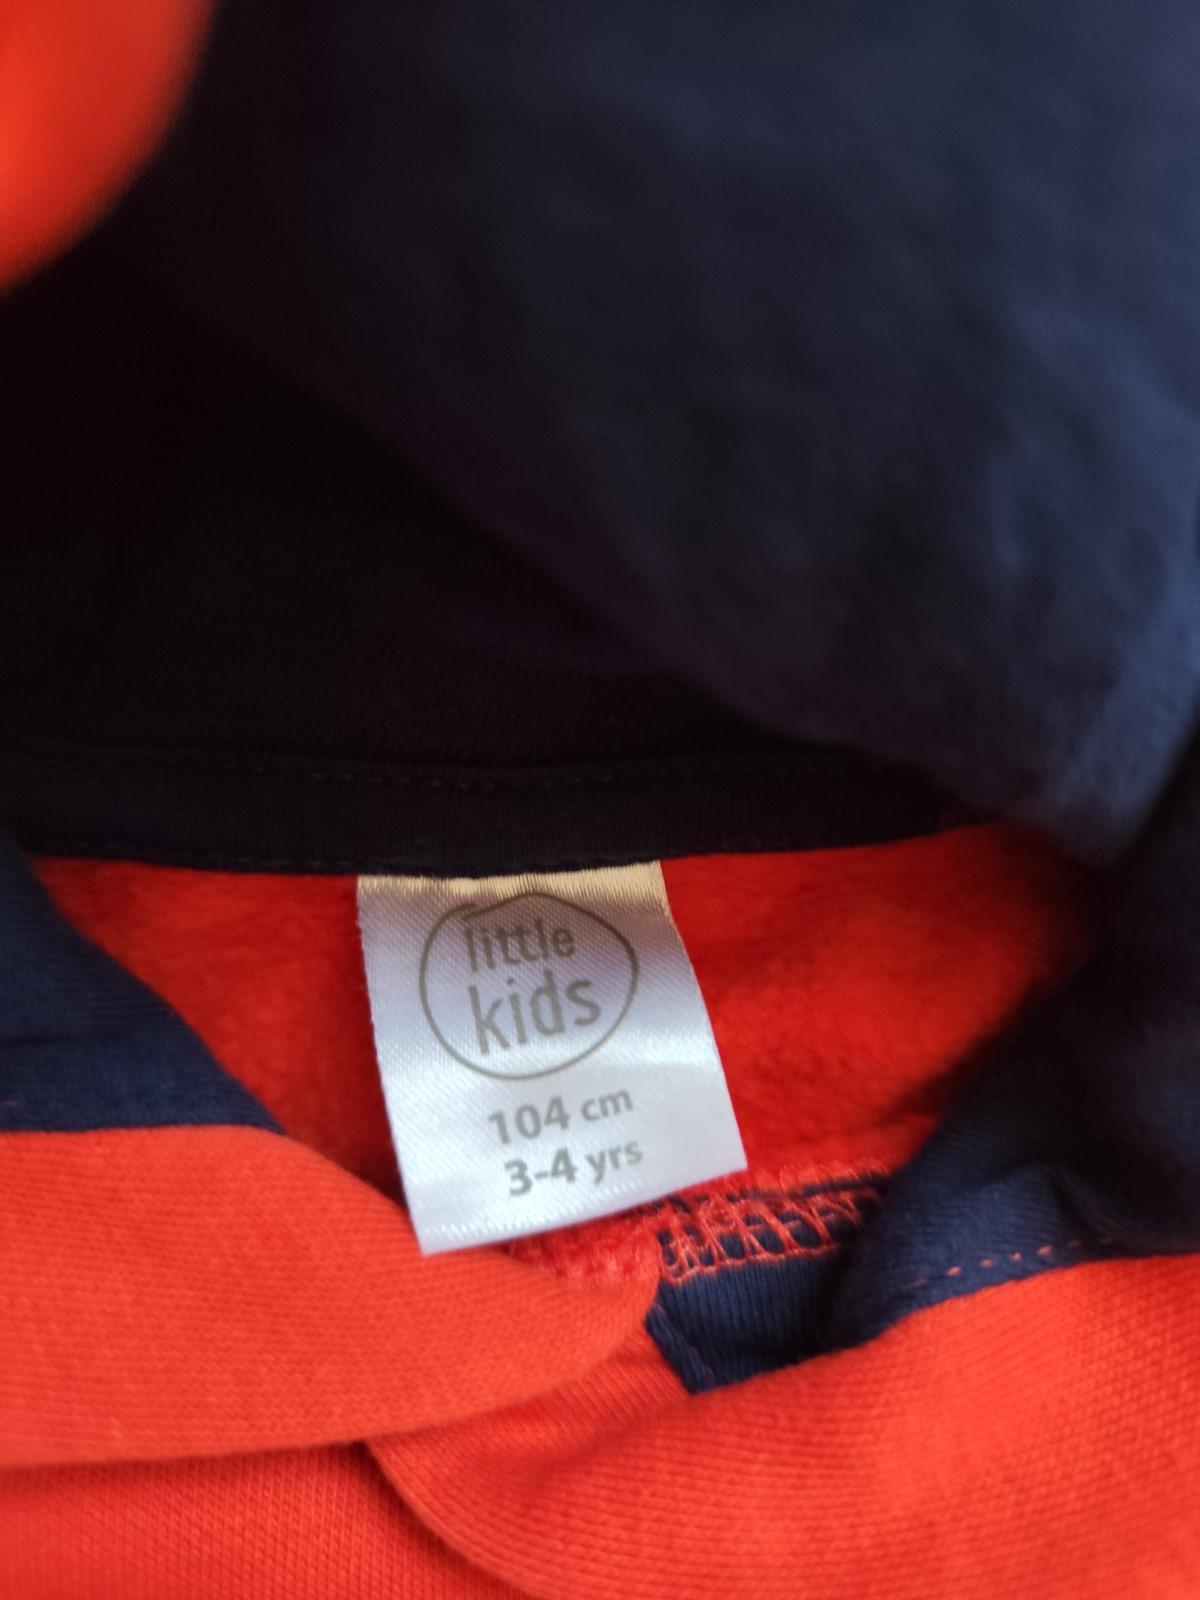 little
kids
104 cm
3-4 yrs